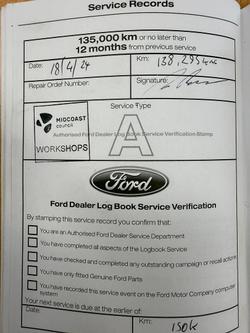 Service Records
135,000 km or no later than
12 months from previous service
Date: 18/4/24 Km: 138,295
Repair Order Number: Signature:
Service Type
A
MIDCOAST
council
WORKSHOPS
Authorised Ford Dealer Log Book Service Verification Stamp
Ford
Ford Dealer Log Book Service Verification
By stamping this service record you confirm that:
You are an Authorised Ford Dealer Service Department
You have completed all aspects of the Logbook Service
You have checked and completed any outstanding campaign or recall actions
You have only fitted Genuine Ford Parts
You have recorded this service event on the Ford Motor Company computer
system
Your next service is due at the earlier of:
Date: Km: 150K